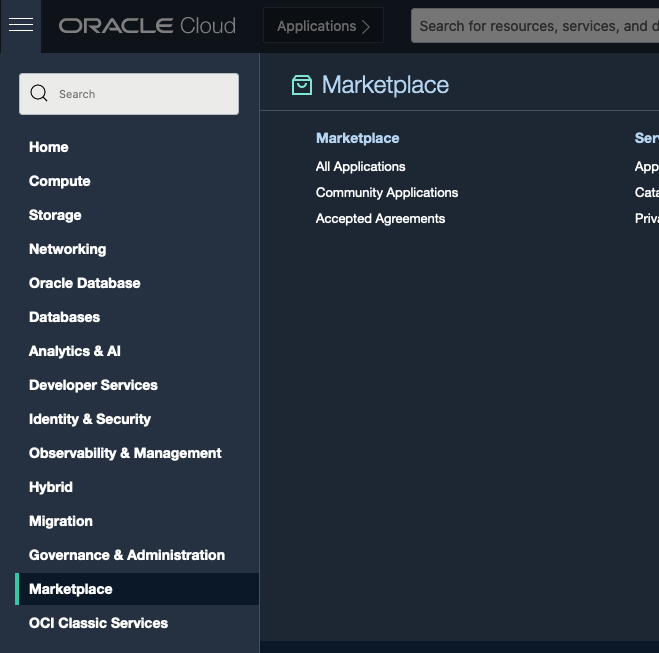 ORACLE Cloud
Applications
Search for resources, services, and d
Search
Home
Compute
Storage
Networking
Oracle Database
Databases
Analytics & AI
Developer Services
Identity & Security
Observability & Management
Hybrid
Migration
Governance & Administration
Marketplace
OCI Classic Services
Marketplace
Marketplace
All Applications
Community Applications
Accepted Agreements
Ser
App
Cata
Priva